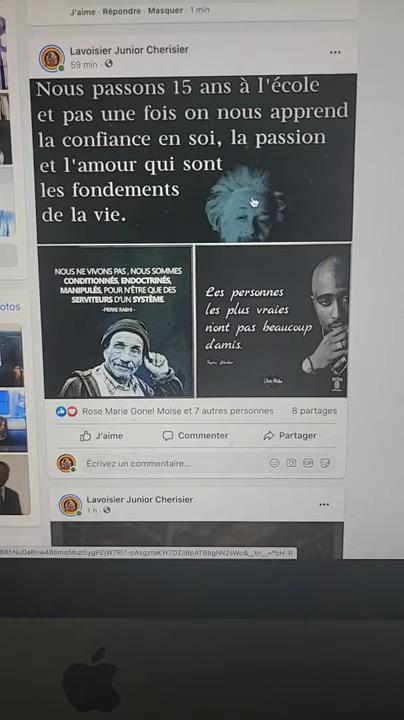 J'aime · Répondre · Masquer · 1 min
Lavoisier Junior Cherisier
59 min ·
Nous passons 15 ans à l'école
et pas une fois on nous apprend
la confiance en soi, la passion
et l'amour qui sont
les fondements
de la vie.
NOUS NE VIVONS PAS, NOUS SOMMES
CONDITIONNÉS, ENDOCTRINÉS,
MANIPULÉS, POUR N'ÊTRE QUE DES
SERVITEURS D'UN SYSTÈME.
-PIERRE RABHI-
Les personnes
les plus vraies
n'ont pas beaucoup
d'amis.
otos
Rose Marie Gonel Moise et 7 autres personnes
8 partages
J'aime
Commenter
Partager
Écrivez un commentaire...
GIF
Lavoisier Junior Cherisier
1 h ·